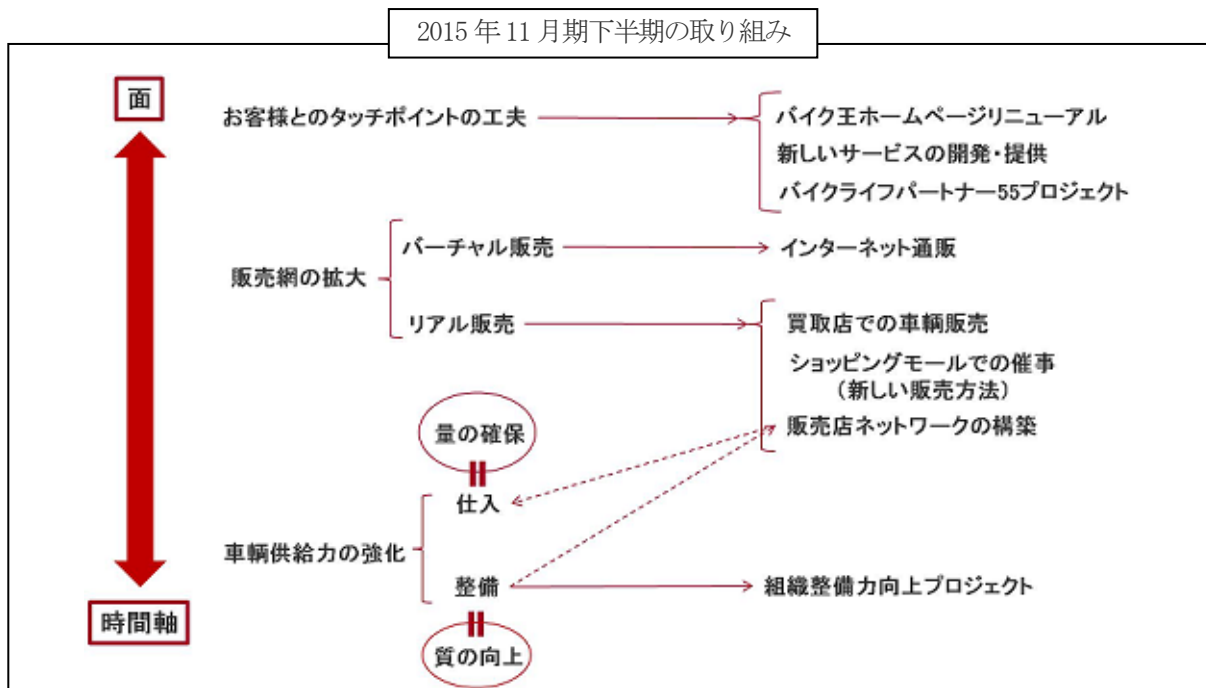 2015年11月期下半期の取り組み
面
お客様とのタッチポイントの工夫
バイク王ホームページリニューアル
新しいサービスの開発・提供
バイクライフパートナー55プロジェクト
販売網の拡大
バーチャル販売
インターネット通販
リアル販売
買取店での車輌販売
ショッピングモールでの催事
（新しい販売方法）
販売店ネットワークの構築
量の確保
仕入
車輌供給力の強化
整備
組織整備力向上プロジェクト
質の向上
時間軸